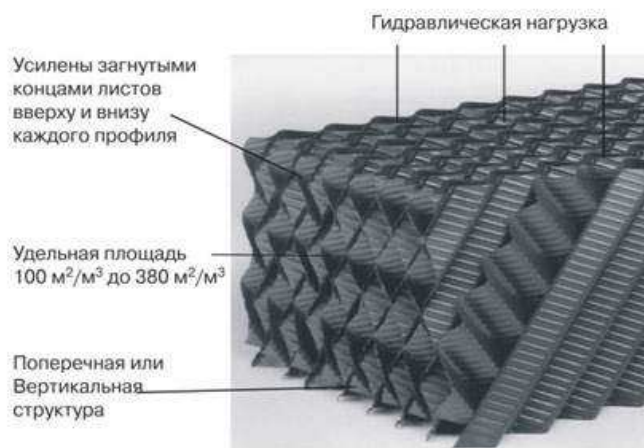 Гидравлическая нагрузка
Усилены загнутыми
концами листов
вверху и внизу
каждого профиля
Удельная площадь
100 м²/м³ до 380 м²/м³
Поперечная или
Вертикальная
структура